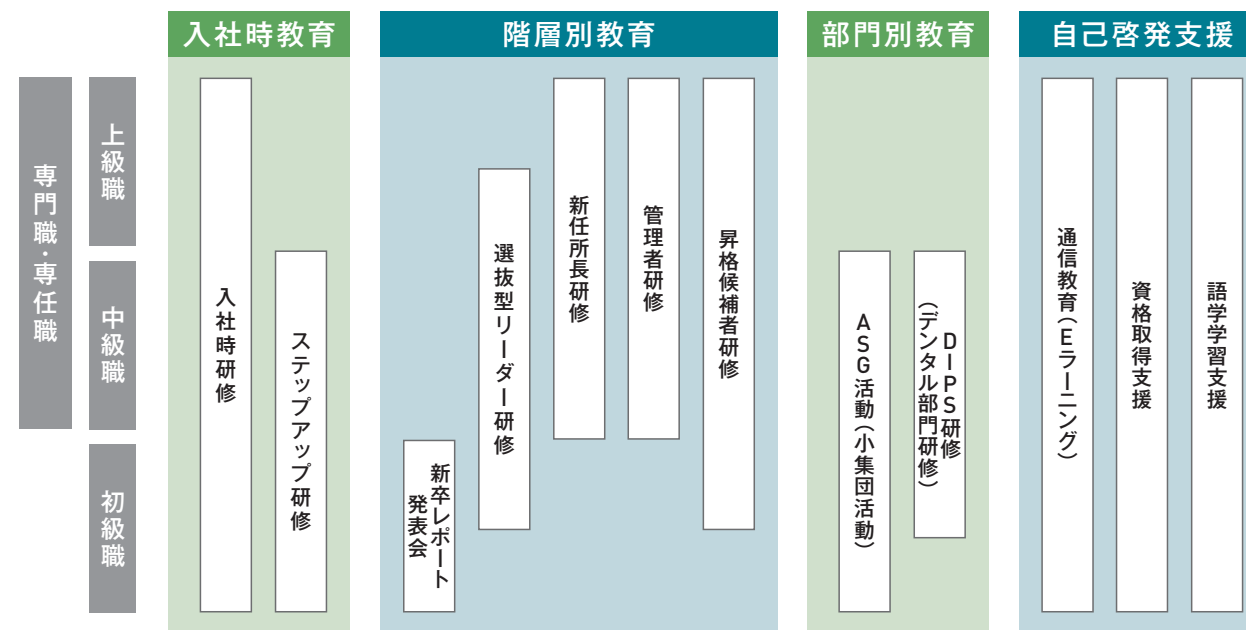 入社時教育
階層別教育
部門別教育
自己啓発支援
専門職・専任職
上級職
中級職
初級職
入社時研修
ステップアップ研修
新卒レポート
発表会
選抜型リーダー研修
新任所長研修
管理者研修
昇格候補者研修
ASG活動(小集団活動)
DIPS研修
(デンタル部門研修)
通信教育(Eラーニング)
資格取得支援
語学学習支援